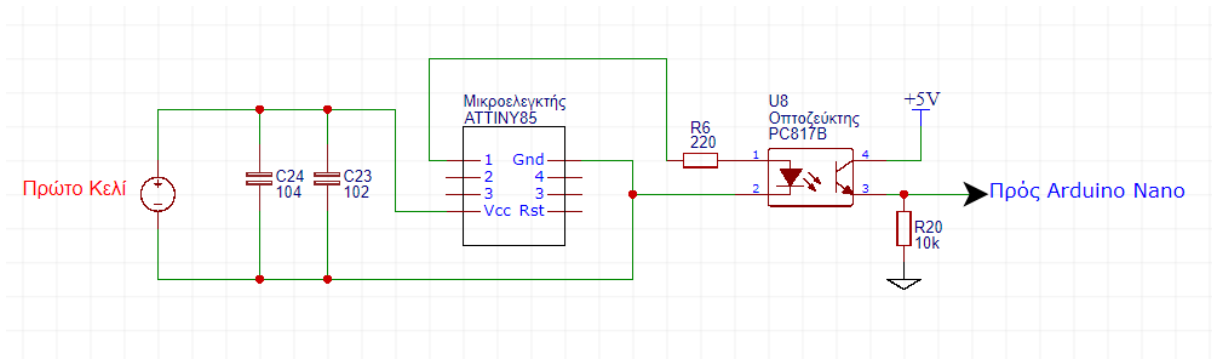 Πρώτο Κελί
C24
104
C23
102
Μικροελεγκτής
ATTINY85
1
Gnd
2
4
3
3
Vcc
Rst
R6
220
U8
Οπτοζεύκτης
PC817B
1
2
4
3
+5V
Πρός Arduino Nano
R20
10k